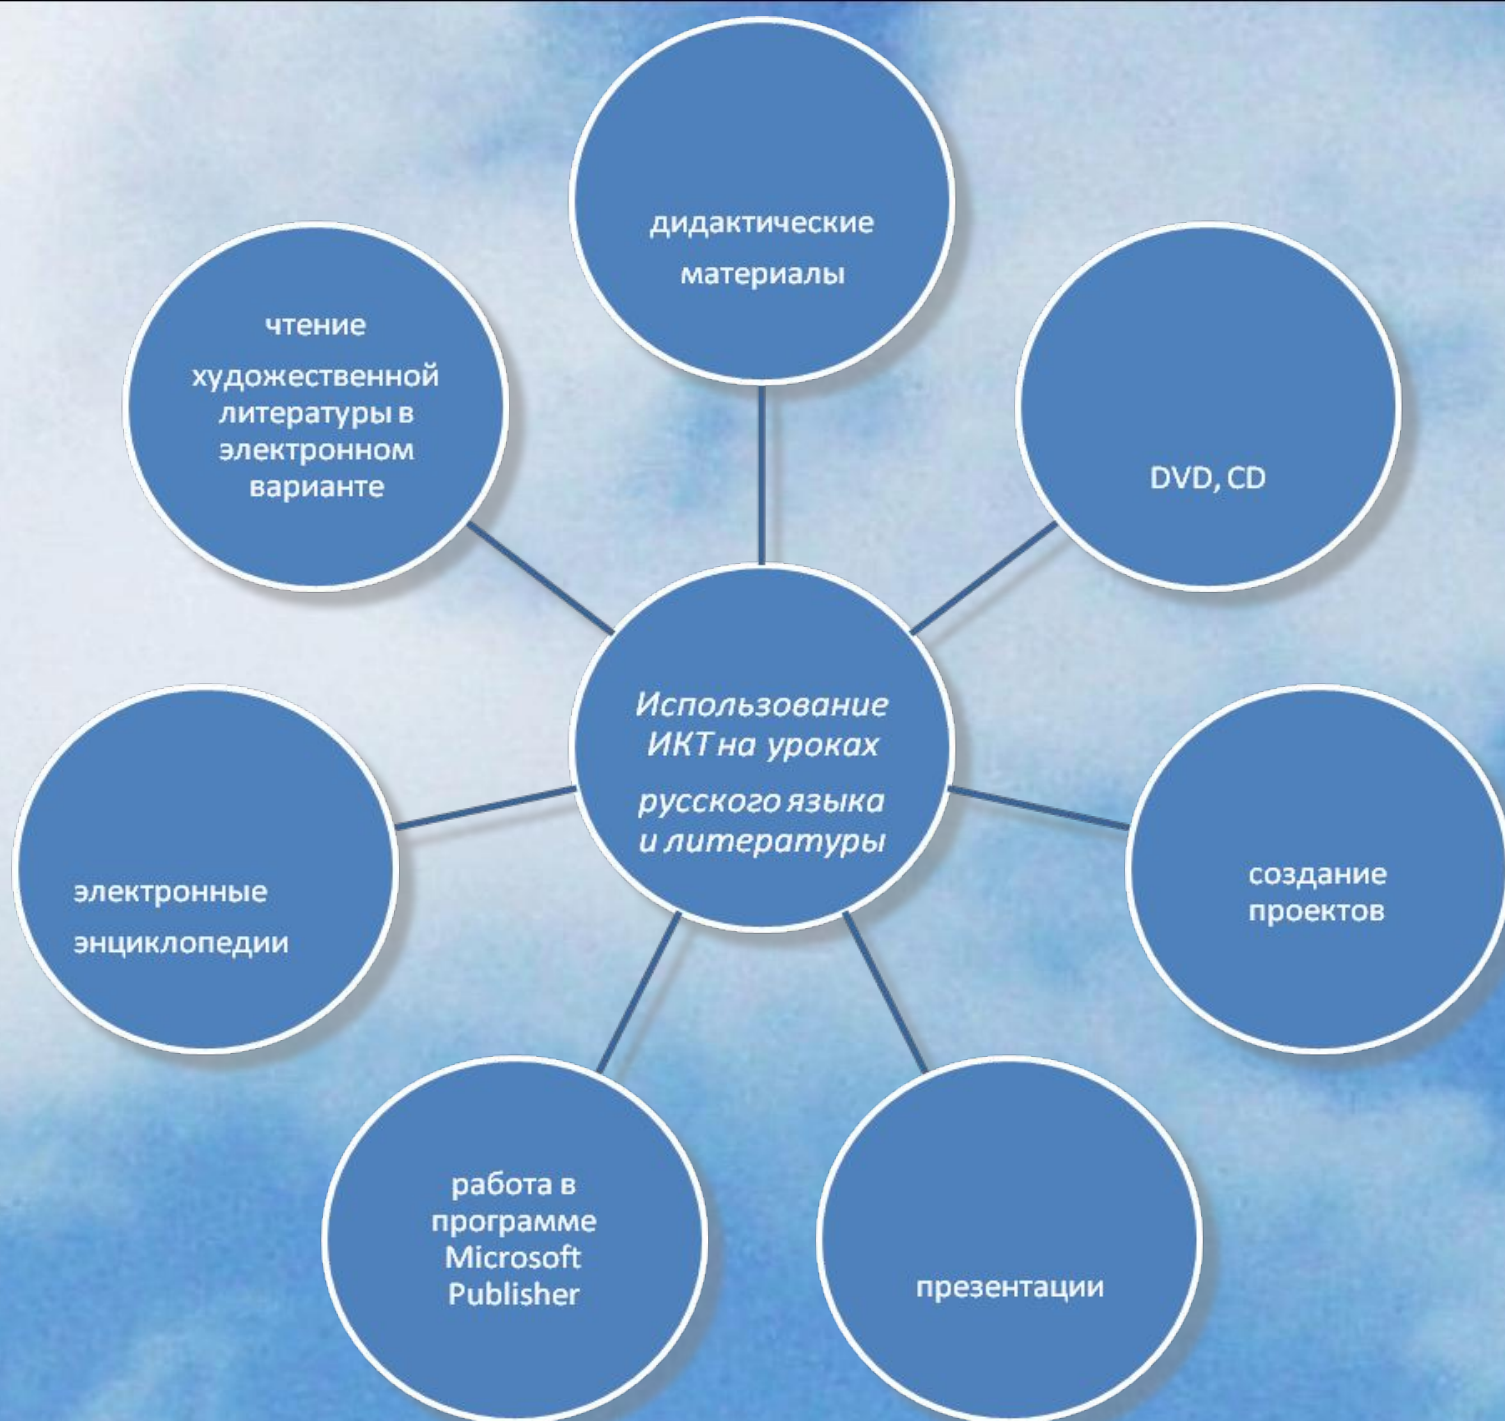 дидактические
материалы
чтение
художественной
литературы в
электронном
варианте
DVD, CD
Использование
ИКТ на уроках
русского языка
и литературы
создание
проектов
электронные
энциклопедии
работа в
программе
Microsoft
Publisher
презентации